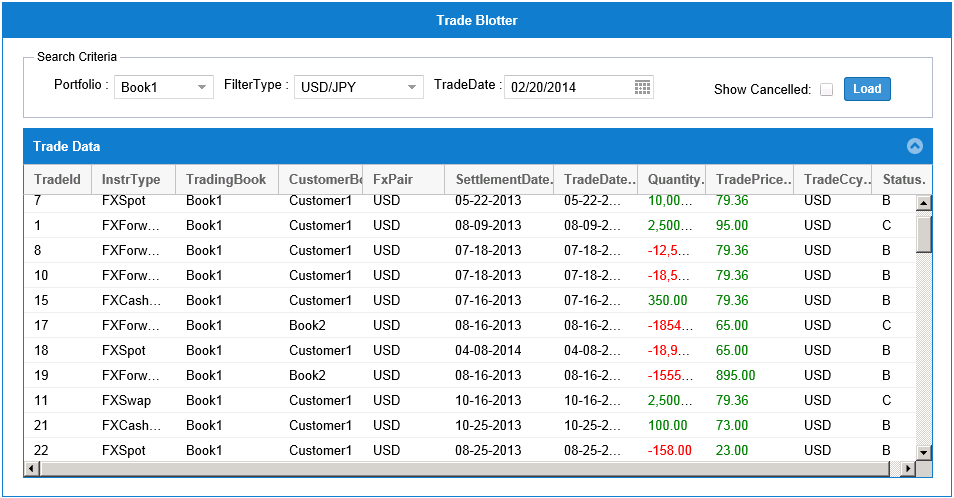 Trade Blotter
Search Criteria
Portfolio : Book1 FilterType : USD/JPY TradeDate : 02/20/2014 Show Cancelled: Load
Trade Data
TradeId InstrType TradingBook CustomerBo FxPair SettlementDate. TradeDate.. Quantity. TradePrice.. TradeCcy.. Status.
7 FXSpot Book1 Customer1 USD 05-22-2013 05-22-2... 10,00... 79.36 USD B
1 FXForw... Book1 Customer1 USD 08-09-2013 08-09-2... 2,500... 95.00 USD C
8 FXForw... Book1 Customer1 USD 07-18-2013 07-18-2... -12,5... 79.36 USD B
10 FXForw... Book1 Customer1 USD 07-18-2013 07-18-2... -18,5... 79.36 USD B
15 FXCash... Book1 Customer1 USD 07-16-2013 07-16-2... 350.00 79.36 USD B
17 FXForw... Book1 Book2 USD 08-16-2013 08-16-2... -1854... 65.00 USD C
18 FXSpot Book1 Customer1 USD 04-08-2014 04-08-2... -18,9... 65.00 USD B
19 FXForw... Book1 Book2 USD 08-16-2013 08-16-2... -1555... 895.00 USD B
11 FXSwap Book1 Customer1 USD 10-16-2013 10-16-2... 2,500... 79.36 USD C
21 FXCash... Book1 Customer1 USD 10-25-2013 10-25-2... 100.00 73.00 USD B
22 FXSpot Book1 Customer1 USD 08-25-2013 08-25-2... -158.00 23.00 USD B